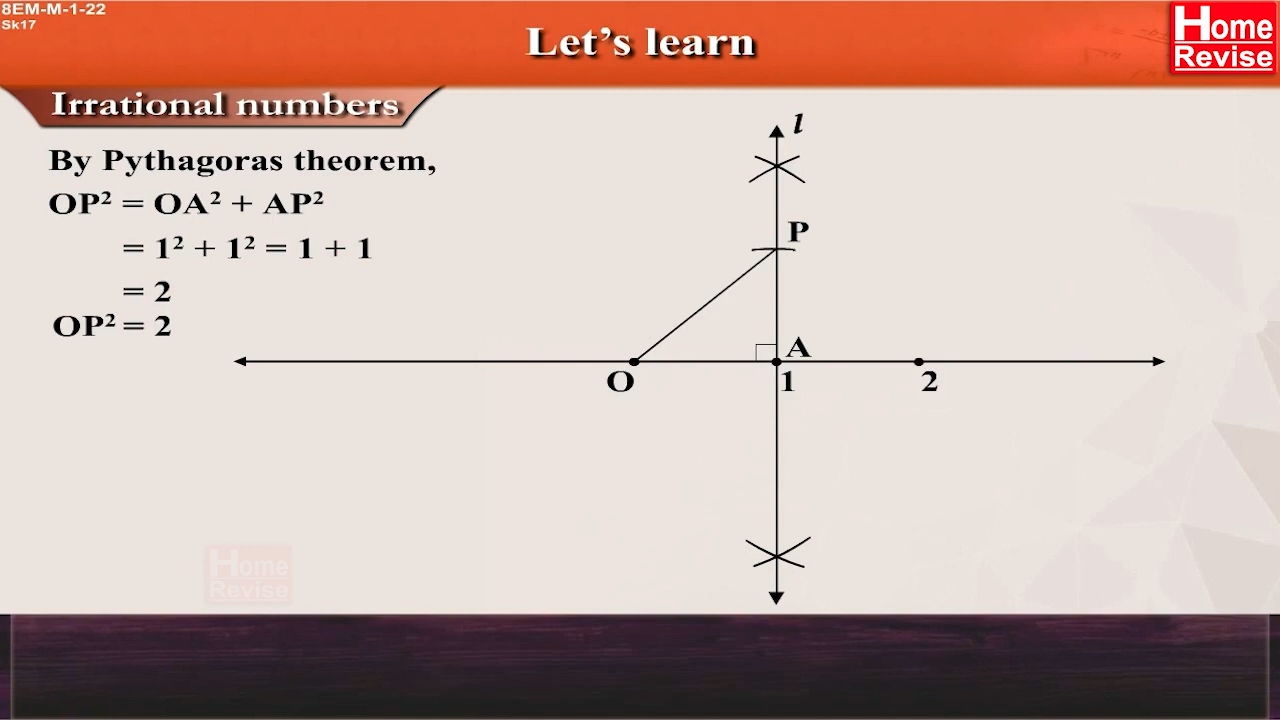 8EM-M-1-22
Sk17
Let's learn
Home
Revise
Irrational numbers
By Pythagoras theorem,
OP² = OA² + AP²
= 1² + 1² = 1 + 1
= 2
OP² = 2
l
P
A
O
1
2
Home
Revise